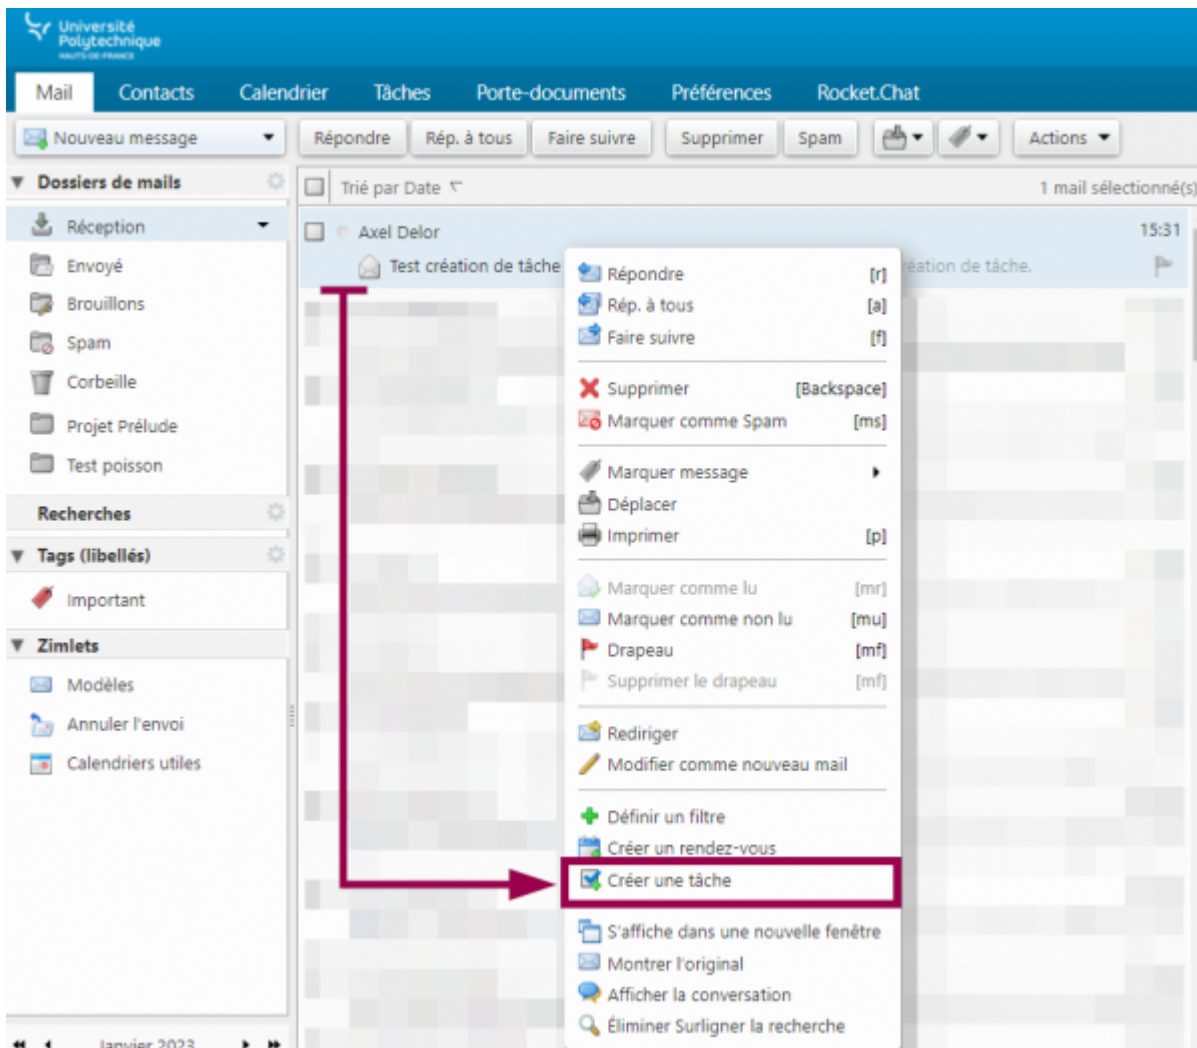 Université
Polytechnique
HAUTS-DE-FRANCE
Mail Contacts Calendrier Tâches Porte-documents Préférences Rocket.Chat
Nouveau message Répondre Rép. à tous Faire suivre Supprimer Spam Actions
Dossiers de mails
Trié par Date 1 mail sélectionné(s)
Réception
Axel Delor 15:31
Test création de tâche éation de tâche.
Envoyé
Brouillons
Spam
Corbeille
Projet Prélude
Test poisson
Recherches
Tags (libellés)
Important
Zimlets
Modèles
Annuler l'envoi
Calendriers utiles
Janvier 2023
Répondre [r]
Rép. à tous [a]
Faire suivre [f]
Supprimer [Backspace]
Marquer comme Spam [ms]
Marquer message
Déplacer
Imprimer [p]
Marquer comme lu [mr]
Marquer comme non lu [mu]
Drapeau [mf]
Supprimer le drapeau [mf]
Rediriger
Modifier comme nouveau mail
Définir un filtre
Créer un rendez-vous
Créer une tâche
S'affiche dans une nouvelle fenêtre
Montrer l'original
Afficher la conversation
Éliminer Surligner la recherche